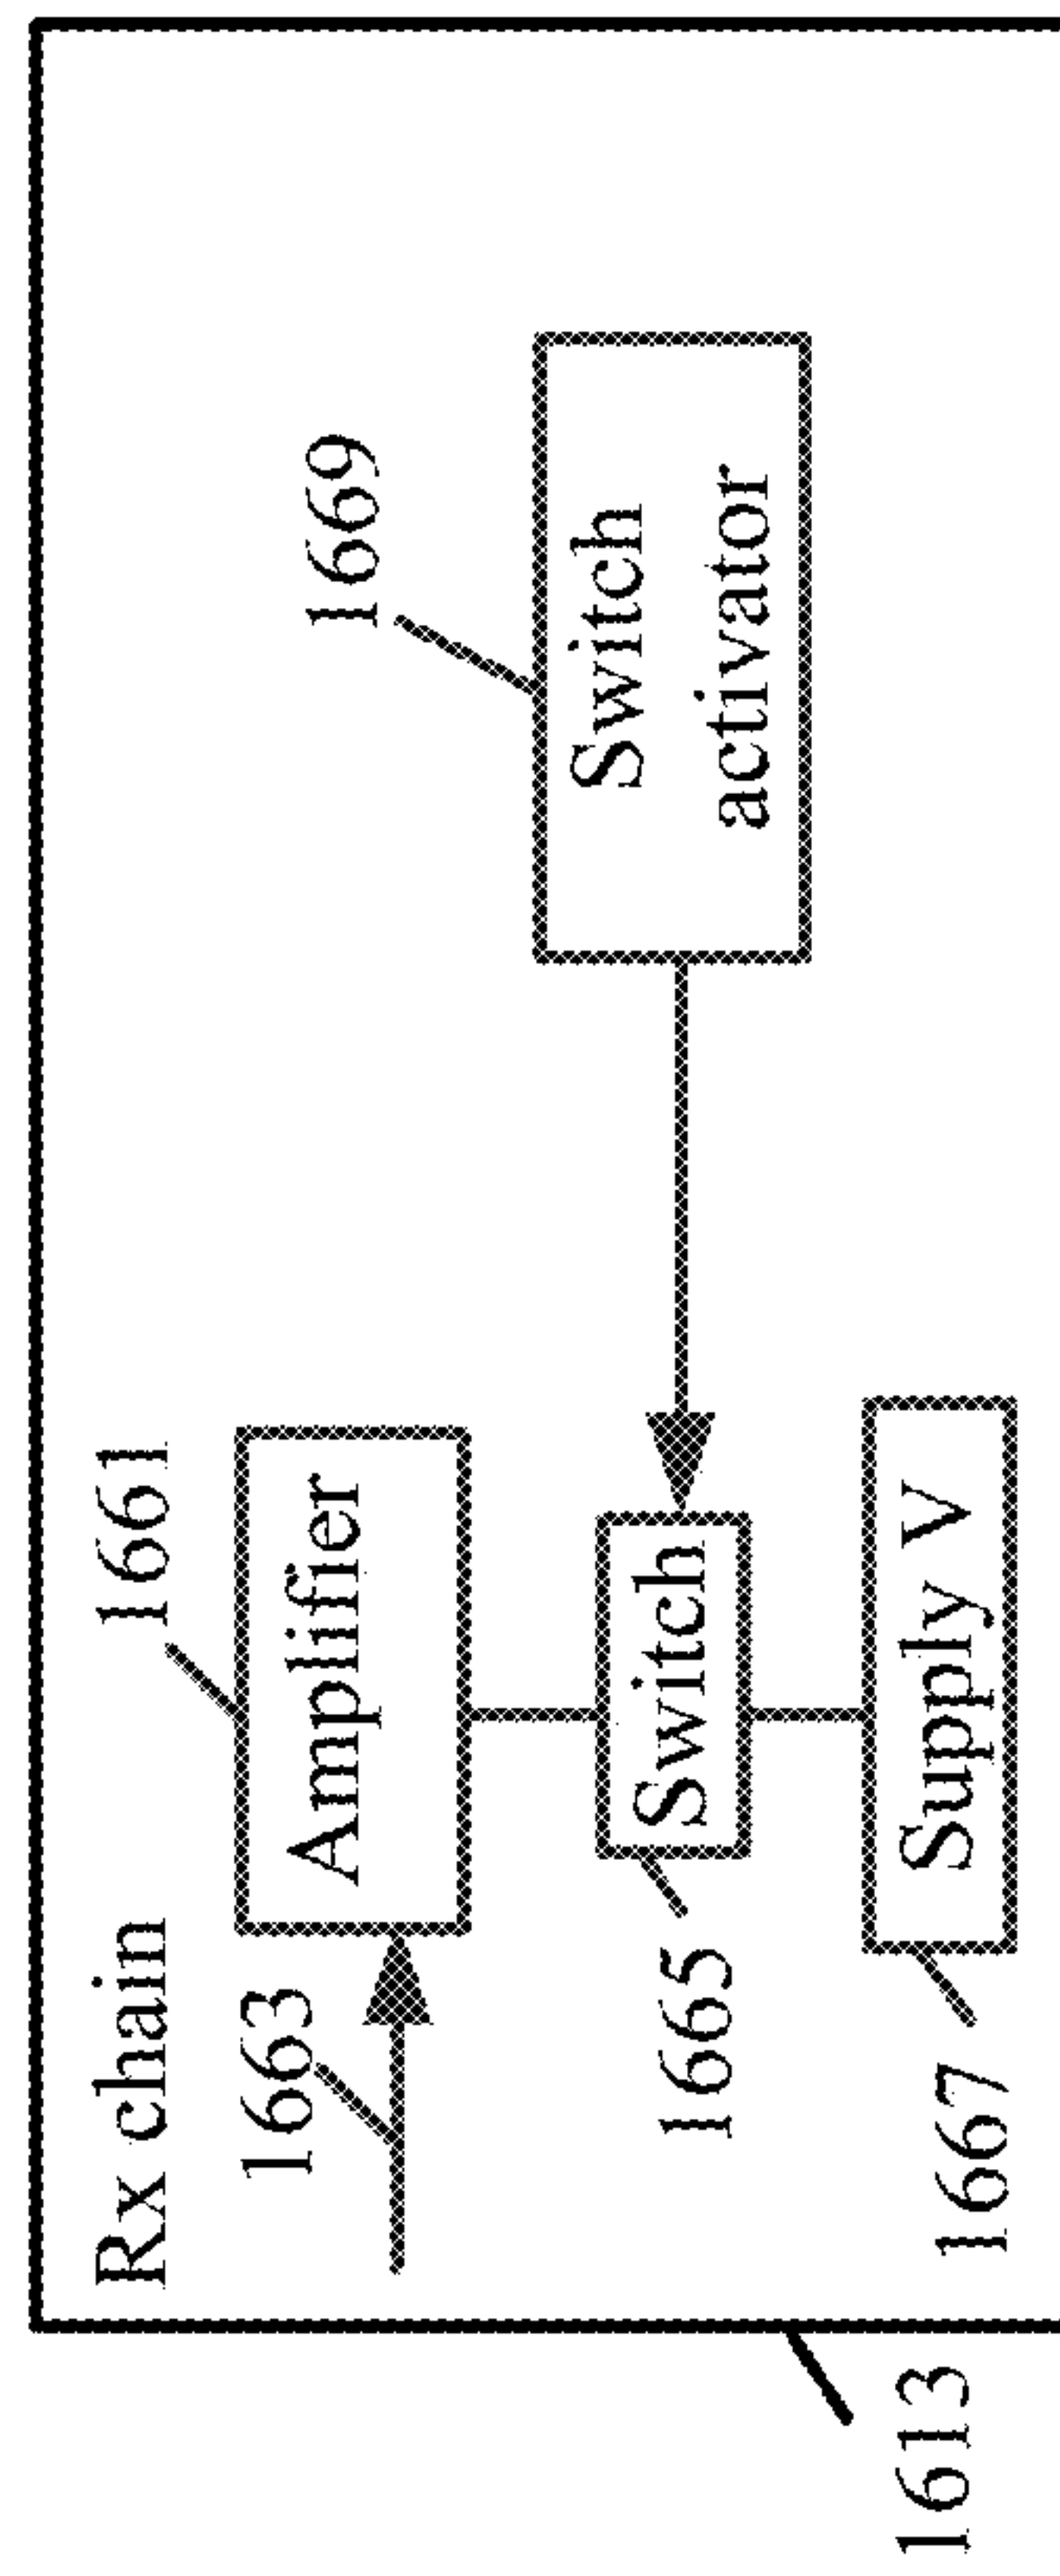 Rx chain
1661
1663
Amplifier
1669
Switch
activator
Switch
1665
Supply V
1667
1613